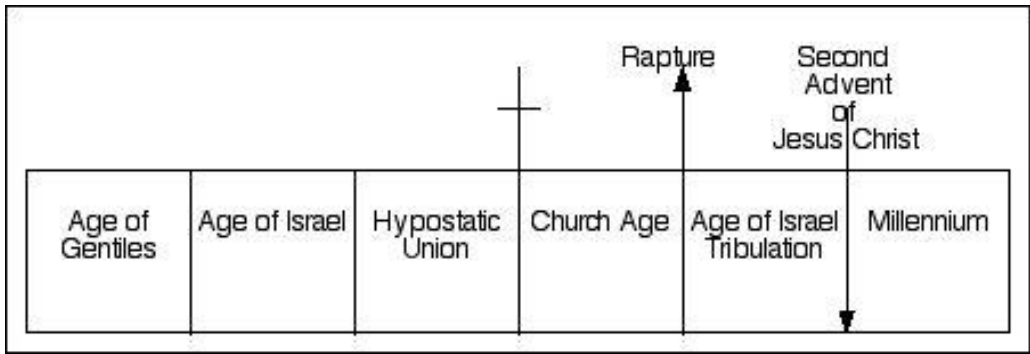 Rapture
Second
Advent
of
Jesus Christ
Age of
Gentiles
Age of Israel
Hypostatic
Union
Church Age
Age of Israel
Tribulation
Millennium